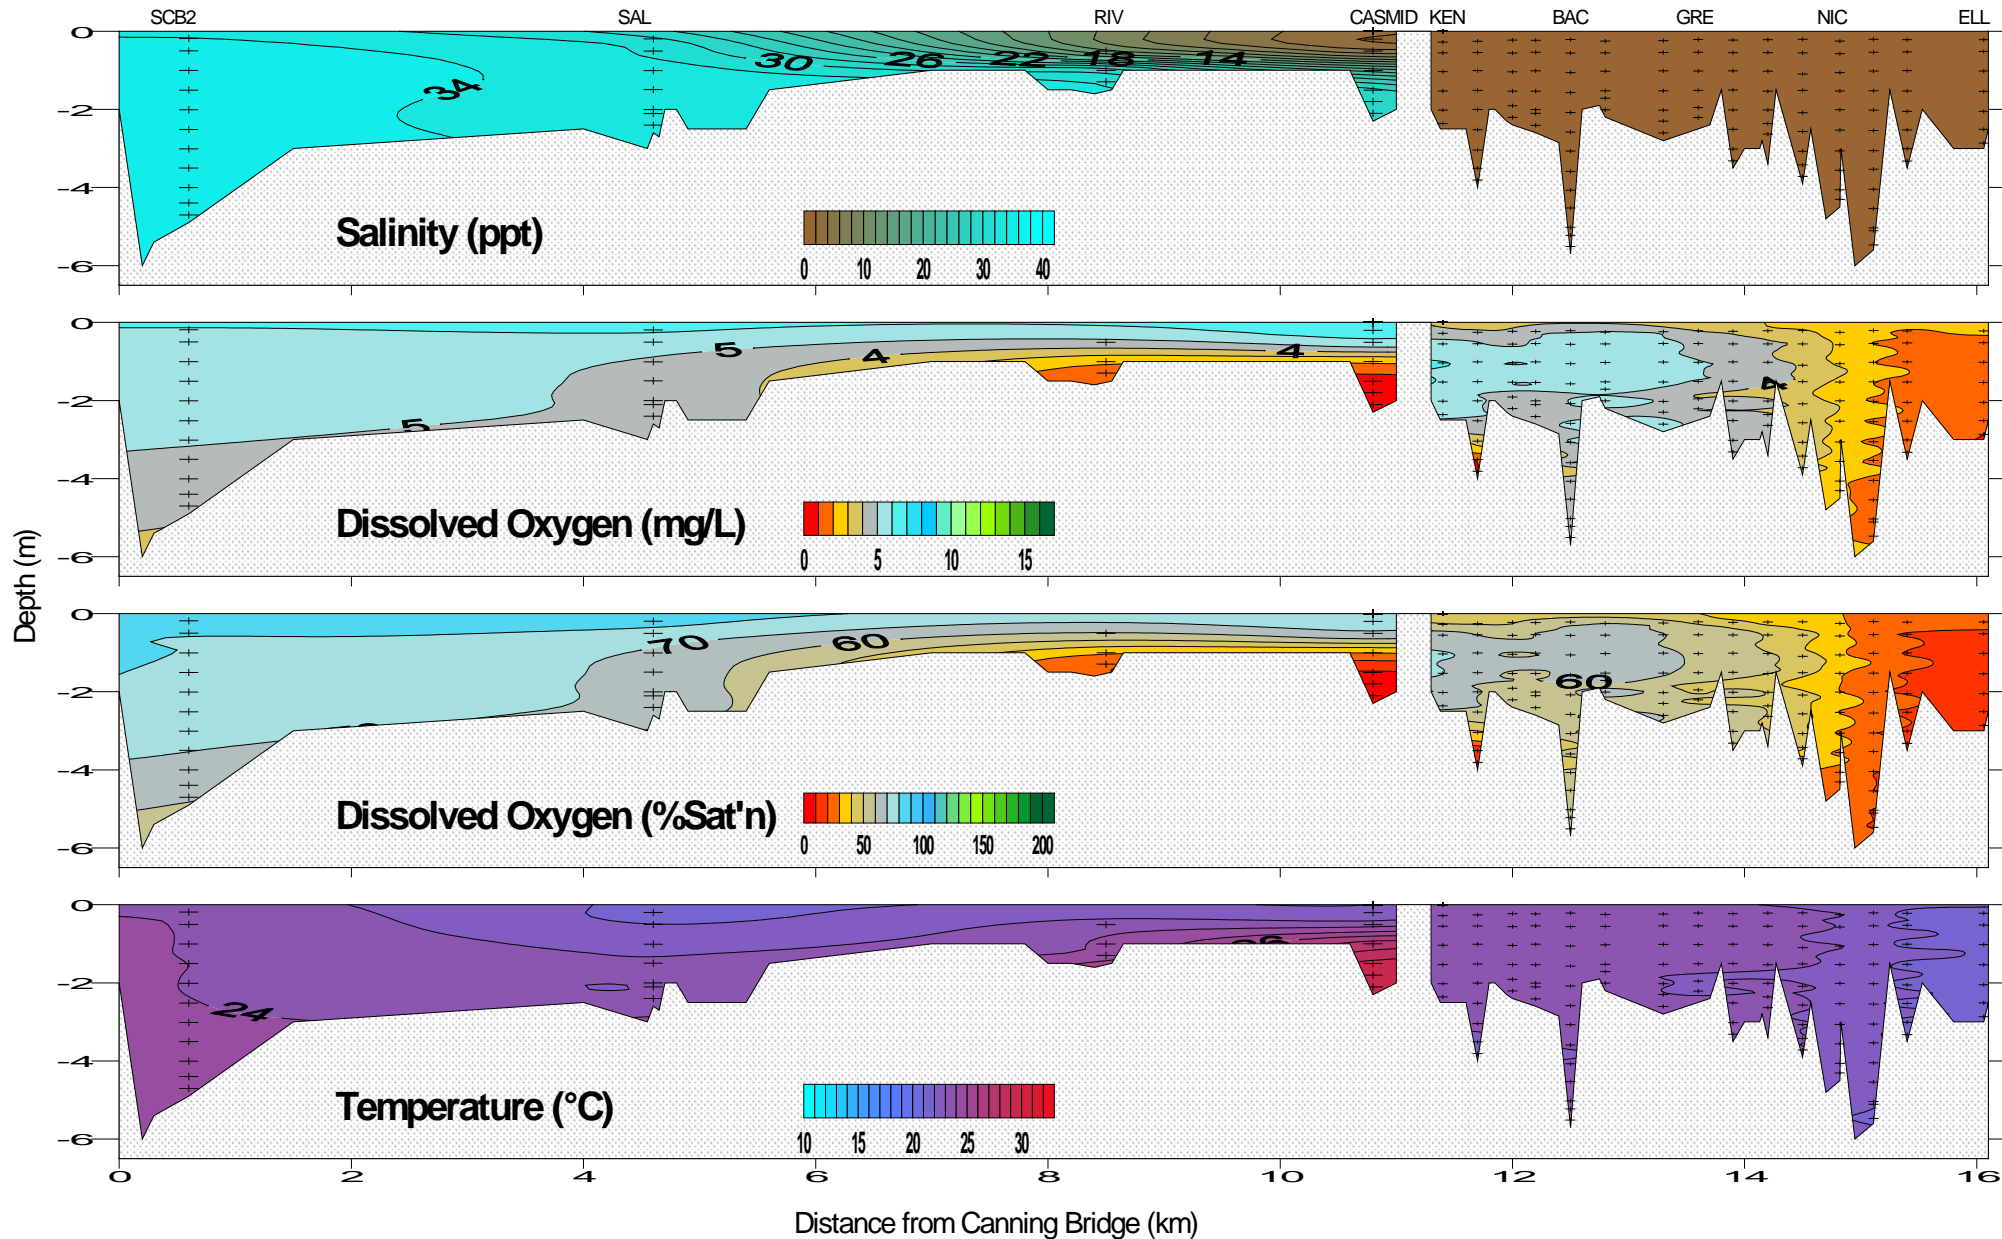 SCB2 SAL RIV CASMID KEN BAC GRE NIC ELL
0
-2
-4
-6
34 30 26 22 18 14
Salinity (ppt)
0 10 20 30 40
0
-2
-4
-6
5 5 4 4 4
Dissolved Oxygen (mg/L)
0 5 10 15
Depth (m)
0
-2
-4
-6
70 60 60
Dissolved Oxygen (%Sat'n)
0 50 100 150 200
0
-2
-4
-6
24
Temperature (°C)
10 15 20 25 30
0 2 4 6 8 10 12 14 16
Distance from Canning Bridge (km)